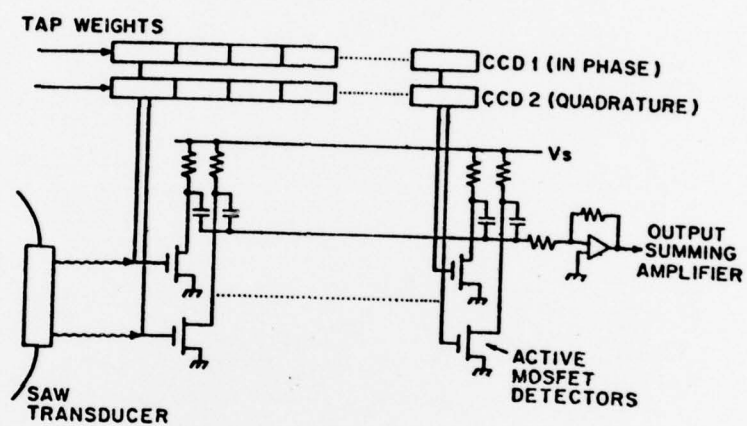 TAP WEIGHTS
CCD 1 (IN PHASE)
CCD 2 (QUADRATURE)
Vs
OUTPUT
SUMMING
AMPLIFIER
ACTIVE
MOSFET
DETECTORS
SAW
TRANSDUCER